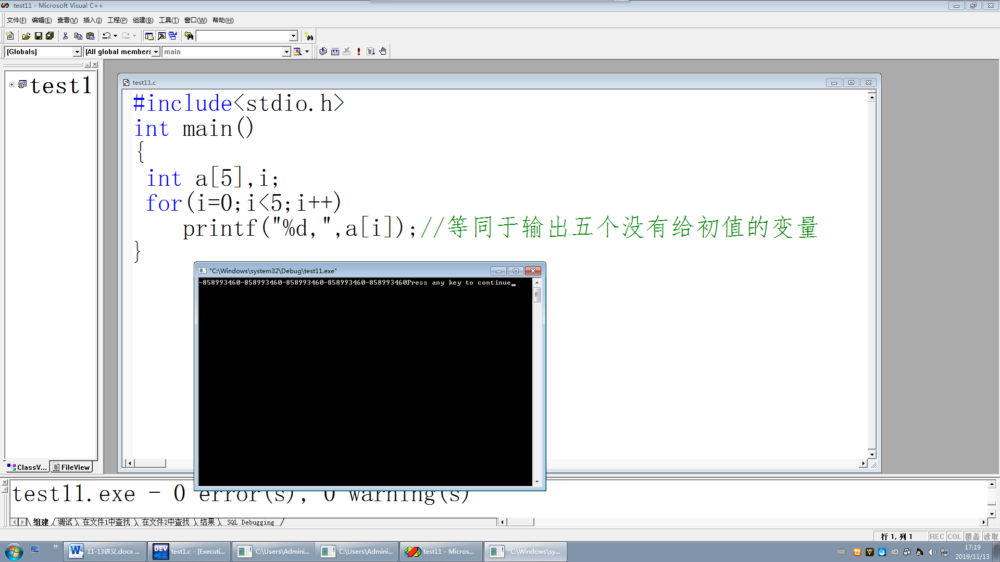 test11 - Microsoft Visual C++
文件(F) 编辑(E) 查看(V) 插入(I) 工程(P) 组建(B) 工具(T) 窗口(W) 帮助(H)
(Globals) (All global members main
test1
test11.c
#include<stdio.h>
int main()
{
int a[5],i;
for(i=0;i<5;i++)
printf("%d,",a[i]);//等同于输出五个没有给初值的变量
}
"C:\Windows\system32\Debug\test11.exe"
-858993460-858993460-858993460-858993460-858993460Press any key to continue
ClassV... FileView
test11.exe - 0 error(s), 0 warning(s)
组建 调试 在文件1中查找 在文件2中查找 结果 SQL Debugging
行 1, 列 1 REC COL 覆盖 读取
11-13讲义.docx ... test1.c - [Executi... C:\Users\Admini... C:\Users\Admini... test11 - Micros... "C:\Windows\sy...
DEV
17:19
2019/11/13